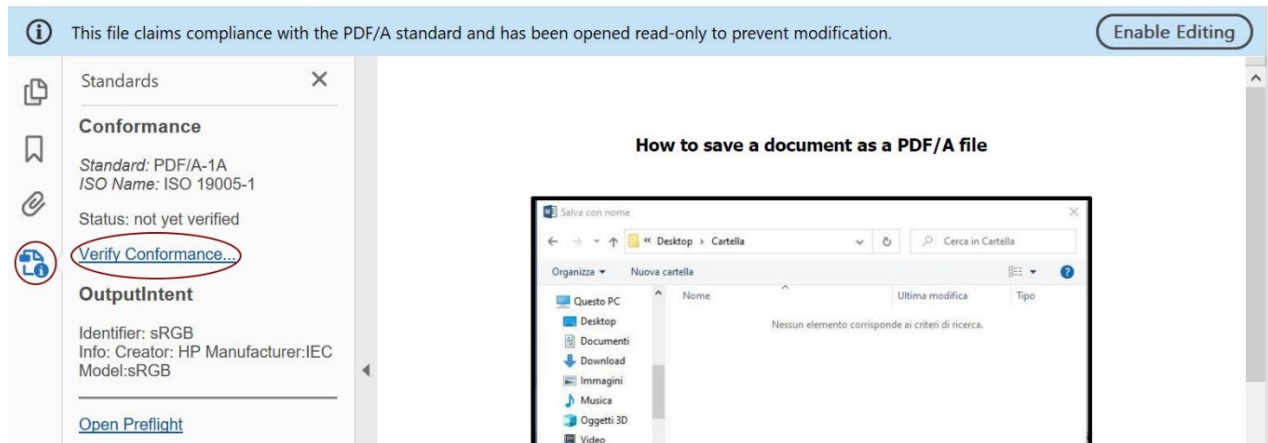 This file claims compliance with the PDF/A standard and has been opened read-only to prevent modification.
Enable Editing
Standards
Conformance
Standard: PDF/A-1A
ISO Name: ISO 19005-1
Status: not yet verified
Verify Conformance...
OutputIntent
Identifier: sRGB
Info: Creator: HP Manufacturer:IEC
Model:sRGB
Open Preflight
How to save a document as a PDF/A file
Salva con nome
« Desktop › Cartella
Cerca in Cartella
Organizza
Nuova cartella
Nome
Ultima modifica
Tipo
Nessun elemento corrisponde ai criteri di ricerca.
Questo PC
Desktop
Documenti
Download
Immagini
Musica
Oggetti 3D
Video